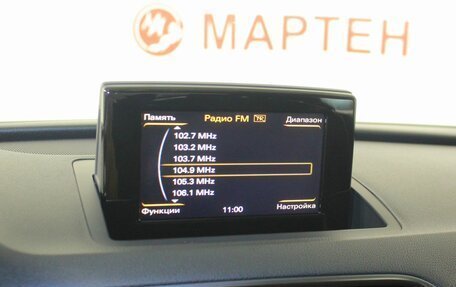 МАРТЕН
Память Радио FM TP Диапазон
102.7 MHz
103.2 MHz
103.7 MHz
104.9 MHz
105.3 MHz
106.1 MHz
Функции 11:00 Настройка